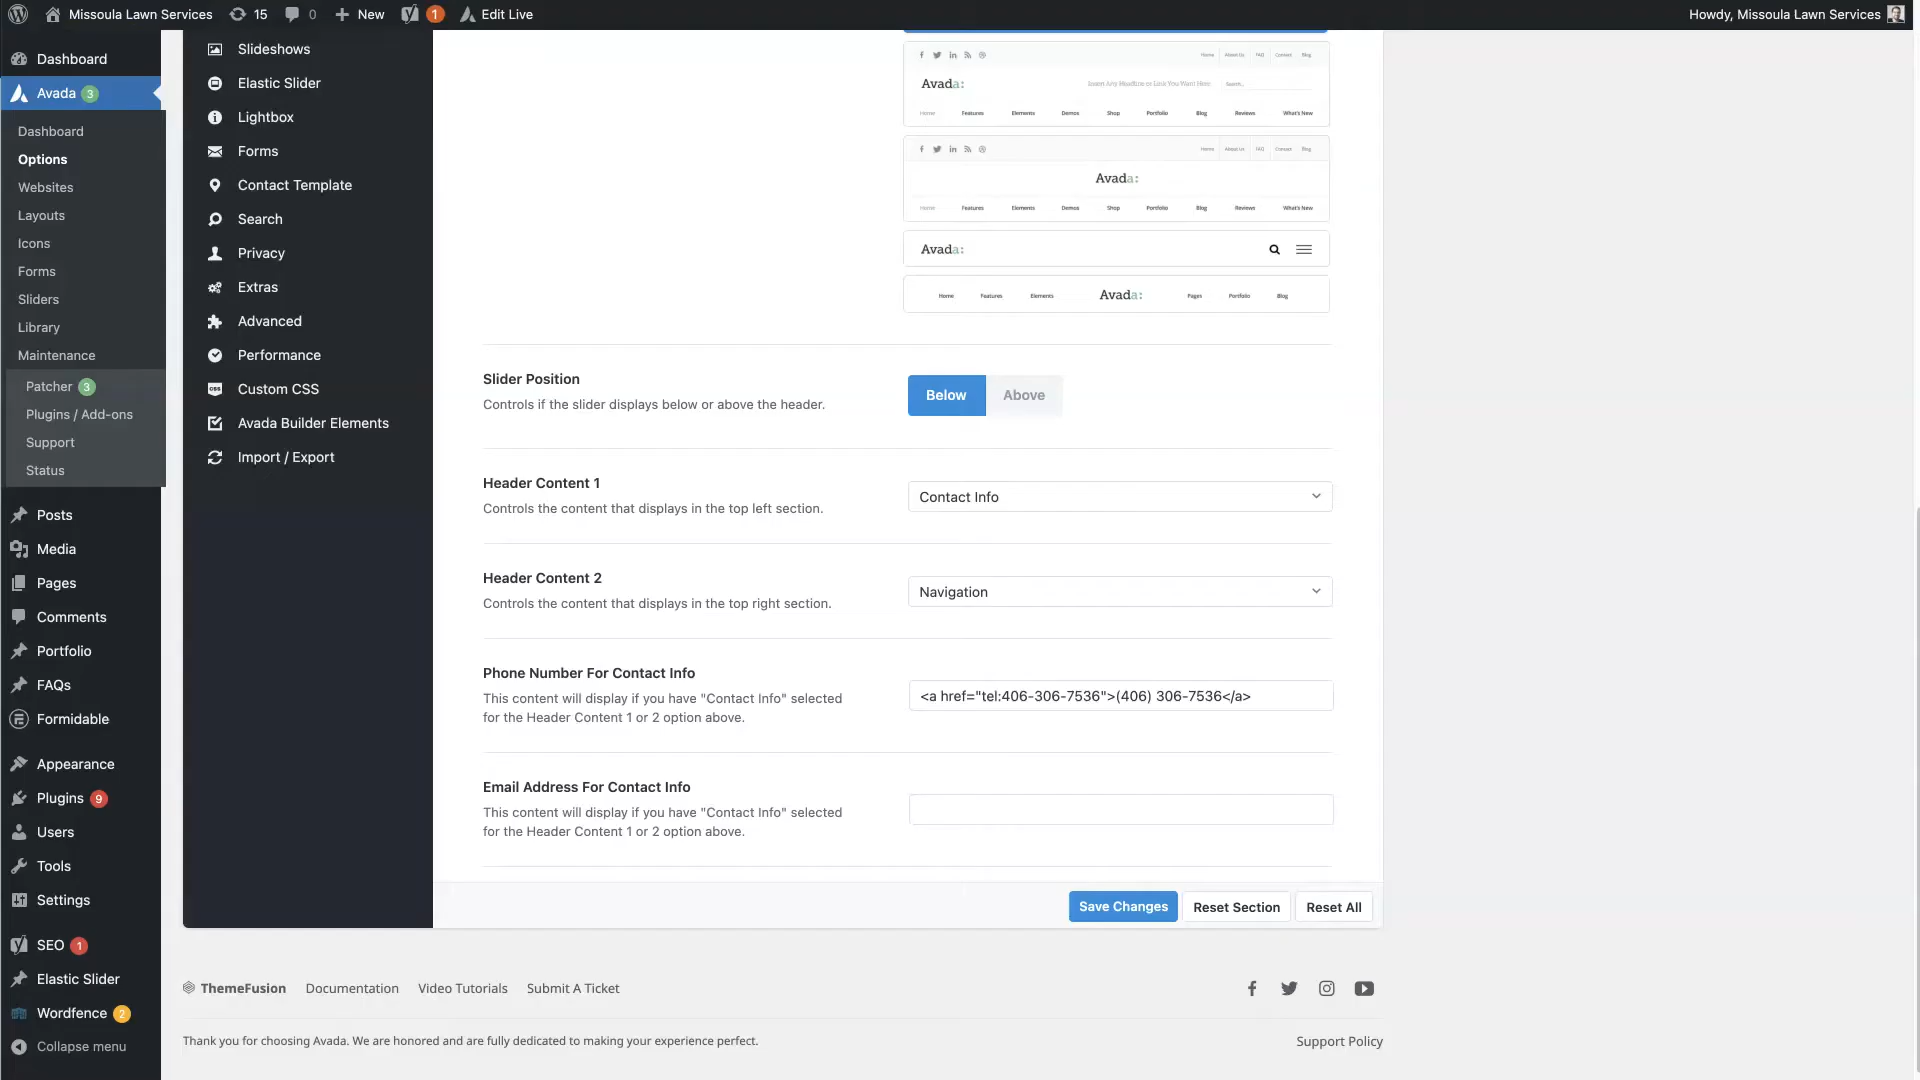 Missoula Lawn Services
15
0
New
1
Edit Live
Howdy, Missoula Lawn Services
Dashboard
Avada 3
Dashboard
Options
Websites
Layouts
Icons
Forms
Sliders
Library
Maintenance
Patcher 3
Plugins / Add-ons
Support
Status
Posts
Media
Pages
Comments
Portfolio
FAQs
Formidable
Appearance
Plugins 9
Users
Tools
Settings
SEO 1
Elastic Slider
Wordfence 2
Collapse menu
Slideshows
Elastic Slider
Lightbox
Forms
Contact Template
Search
Privacy
Extras
Advanced
Performance
Custom CSS
Avada Builder Elements
Import / Export
Home About Us FAQ Contact Blog
Avada:
Insert Any Headline or Link You Want Here
Search...
Home Features Elements Demos Shop Portfolio Blog Reviews What's New
Home About Us FAQ Contact Blog
Avada:
Home Features Elements Demos Shop Portfolio Blog Reviews What's New
Avada:
Home Features Elements Avada: Pages Portfolio Blog
Slider Position
Controls if the slider displays below or above the header.
Below Above
Header Content 1
Controls the content that displays in the top left section.
Contact Info
Header Content 2
Controls the content that displays in the top right section.
Navigation
Phone Number For Contact Info
This content will display if you have "Contact Info" selected
for the Header Content 1 or 2 option above.
<a href="tel:406-306-7536">(406) 306-7536</a>
Email Address For Contact Info
This content will display if you have "Contact Info" selected
for the Header Content 1 or 2 option above.
Save Changes Reset Section Reset All
ThemeFusion Documentation Video Tutorials Submit A Ticket
Thank you for choosing Avada. We are honored and are fully dedicated to making your experience perfect.
Support Policy